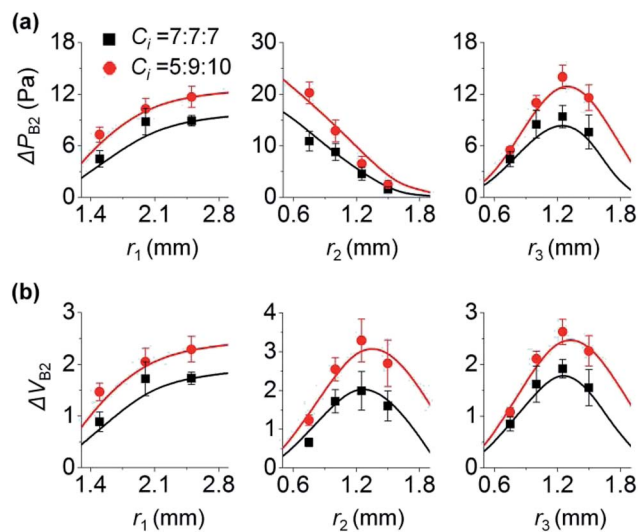 (a)
C_i =7:7:7
C_i =5:9:10
ΔP_B2 (Pa)
18
12
6
0
1.4 2.1 2.8
r_1 (mm)
30
20
10
0
0.6 1.2 1.8
r_2 (mm)
18
12
6
0
0.6 1.2 1.8
r_3 (mm)
(b)
ΔV_B2
3
2
1
0
1.4 2.1 2.8
r_1 (mm)
4
3
2
1
0
0.6 1.2 1.8
r_2 (mm)
3
2
1
0
0.6 1.2 1.8
r_3 (mm)